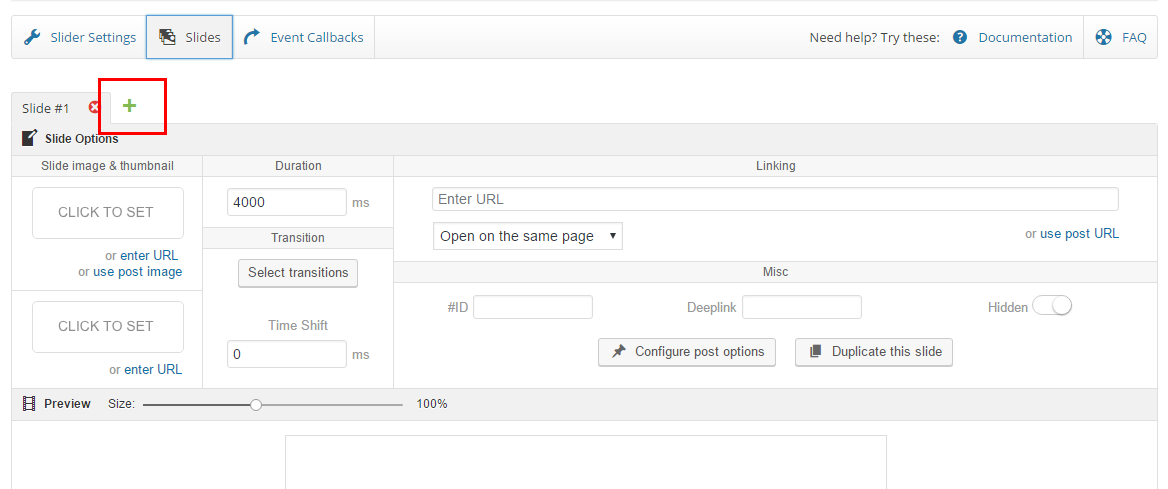 Slider Settings Slides Event Callbacks Need help? Try these: Documentation FAQ
Slide #1
Slide Options
Slide image & thumbnail Duration Linking
CLICK TO SET
or enter URL
or use post image
CLICK TO SET
or enter URL
4000 ms
Transition
Select transitions
Time Shift
0 ms
Enter URL
Open on the same page or use post URL
Misc
#ID Deeplink Hidden
Configure post options Duplicate this slide
Preview Size: 100%